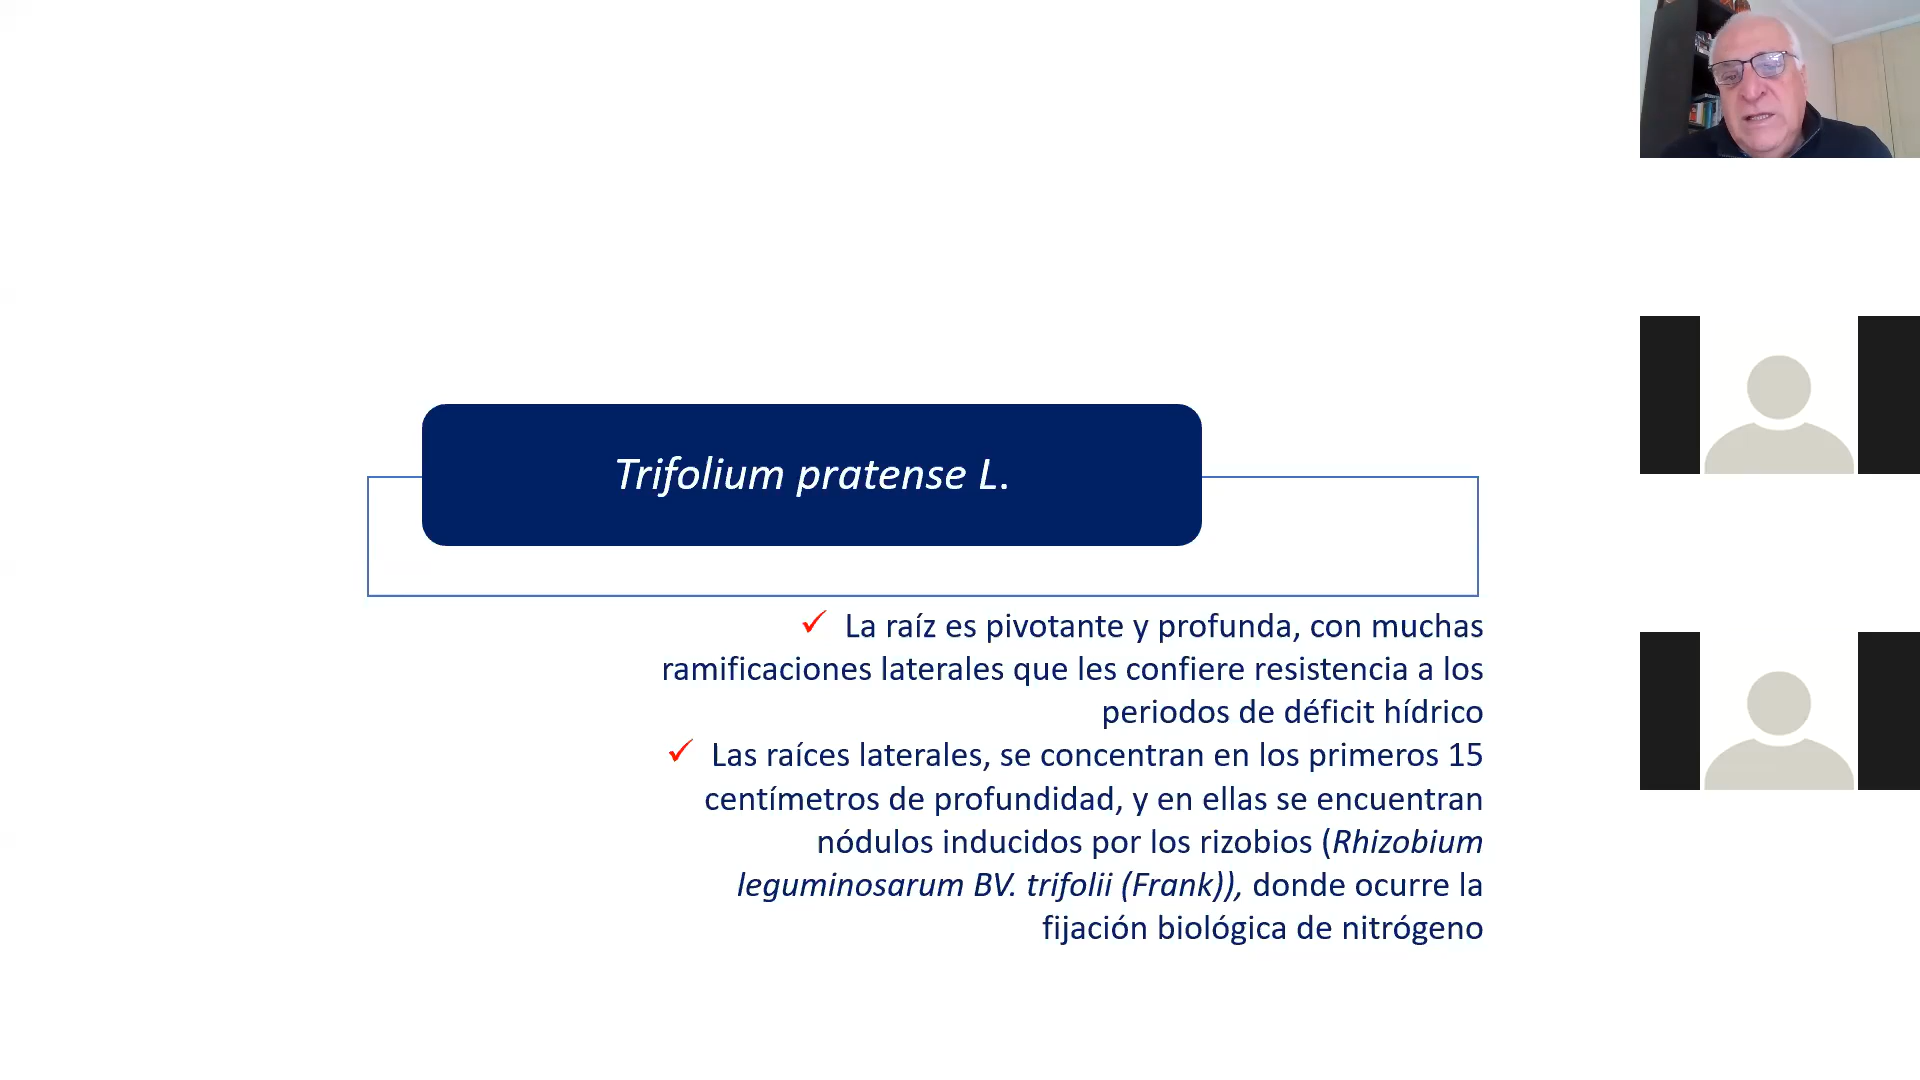 Trifolium pratense L.
✓ La raíz es pivotante y profunda, con muchas
ramificaciones laterales que les confiere resistencia a los
periodos de déficit hídrico
✓ Las raíces laterales, se concentran en los primeros 15
centímetros de profundidad, y en ellas se encuentran
nódulos inducidos por los rizobios (Rhizobium
leguminosarum BV. trifolii (Frank)), donde ocurre la
fijación biológica de nitrógeno